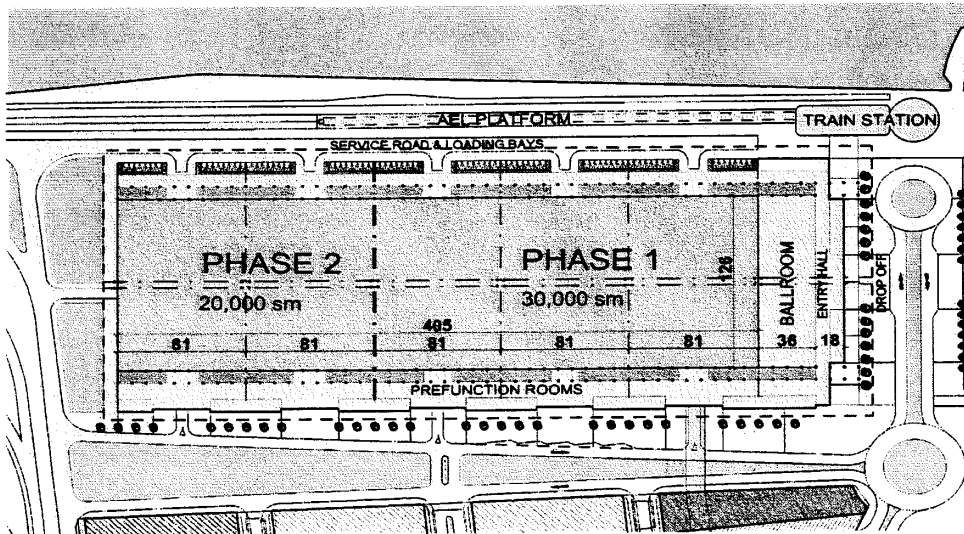 AEL PLATFORM
TRAIN STATION
SERVICE ROAD & LOADING BAYS
PHASE 2
20,000 sm
PHASE 1
30,000 sm
126
BALLROOM
ENTRY HALL
DROP OFF
405
81
81
81
81
81
36
18
PREFUNCTION ROOMS